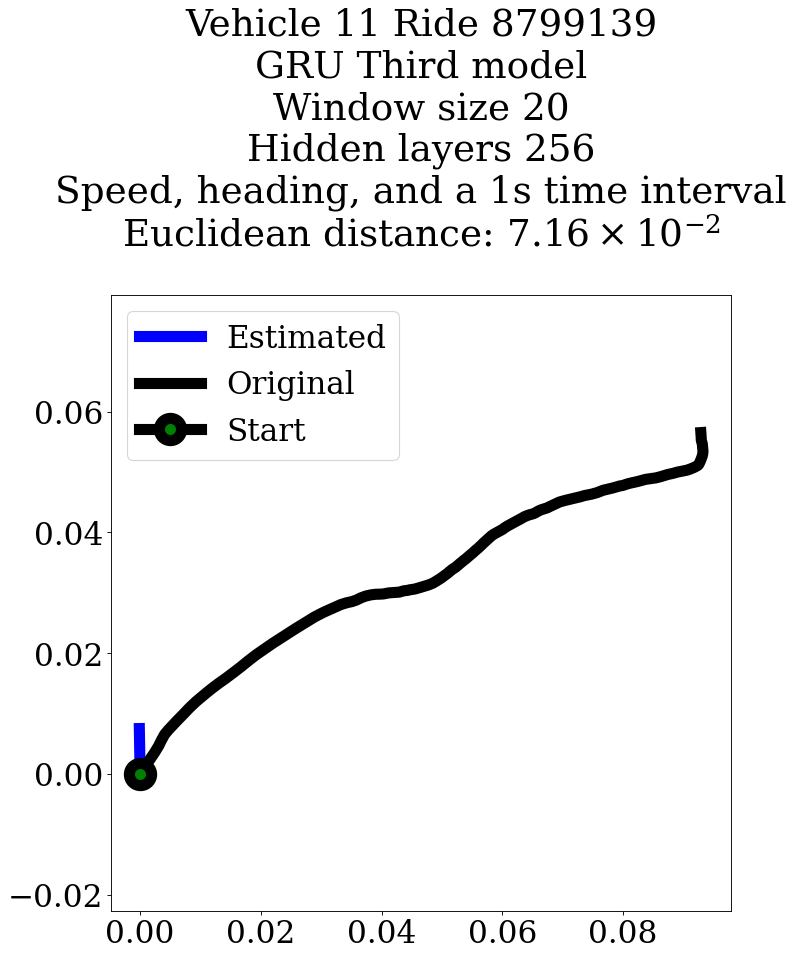 Vehicle 11 Ride 8799139
GRU Third model
Window size 20
Hidden layers 256
Speed, heading, and a 1s time interval
Euclidean distance: 7.16 × 10⁻²
Estimated
Original
Start
0.06
0.04
0.02
0.00
−0.02
0.00 0.02 0.04 0.06 0.08